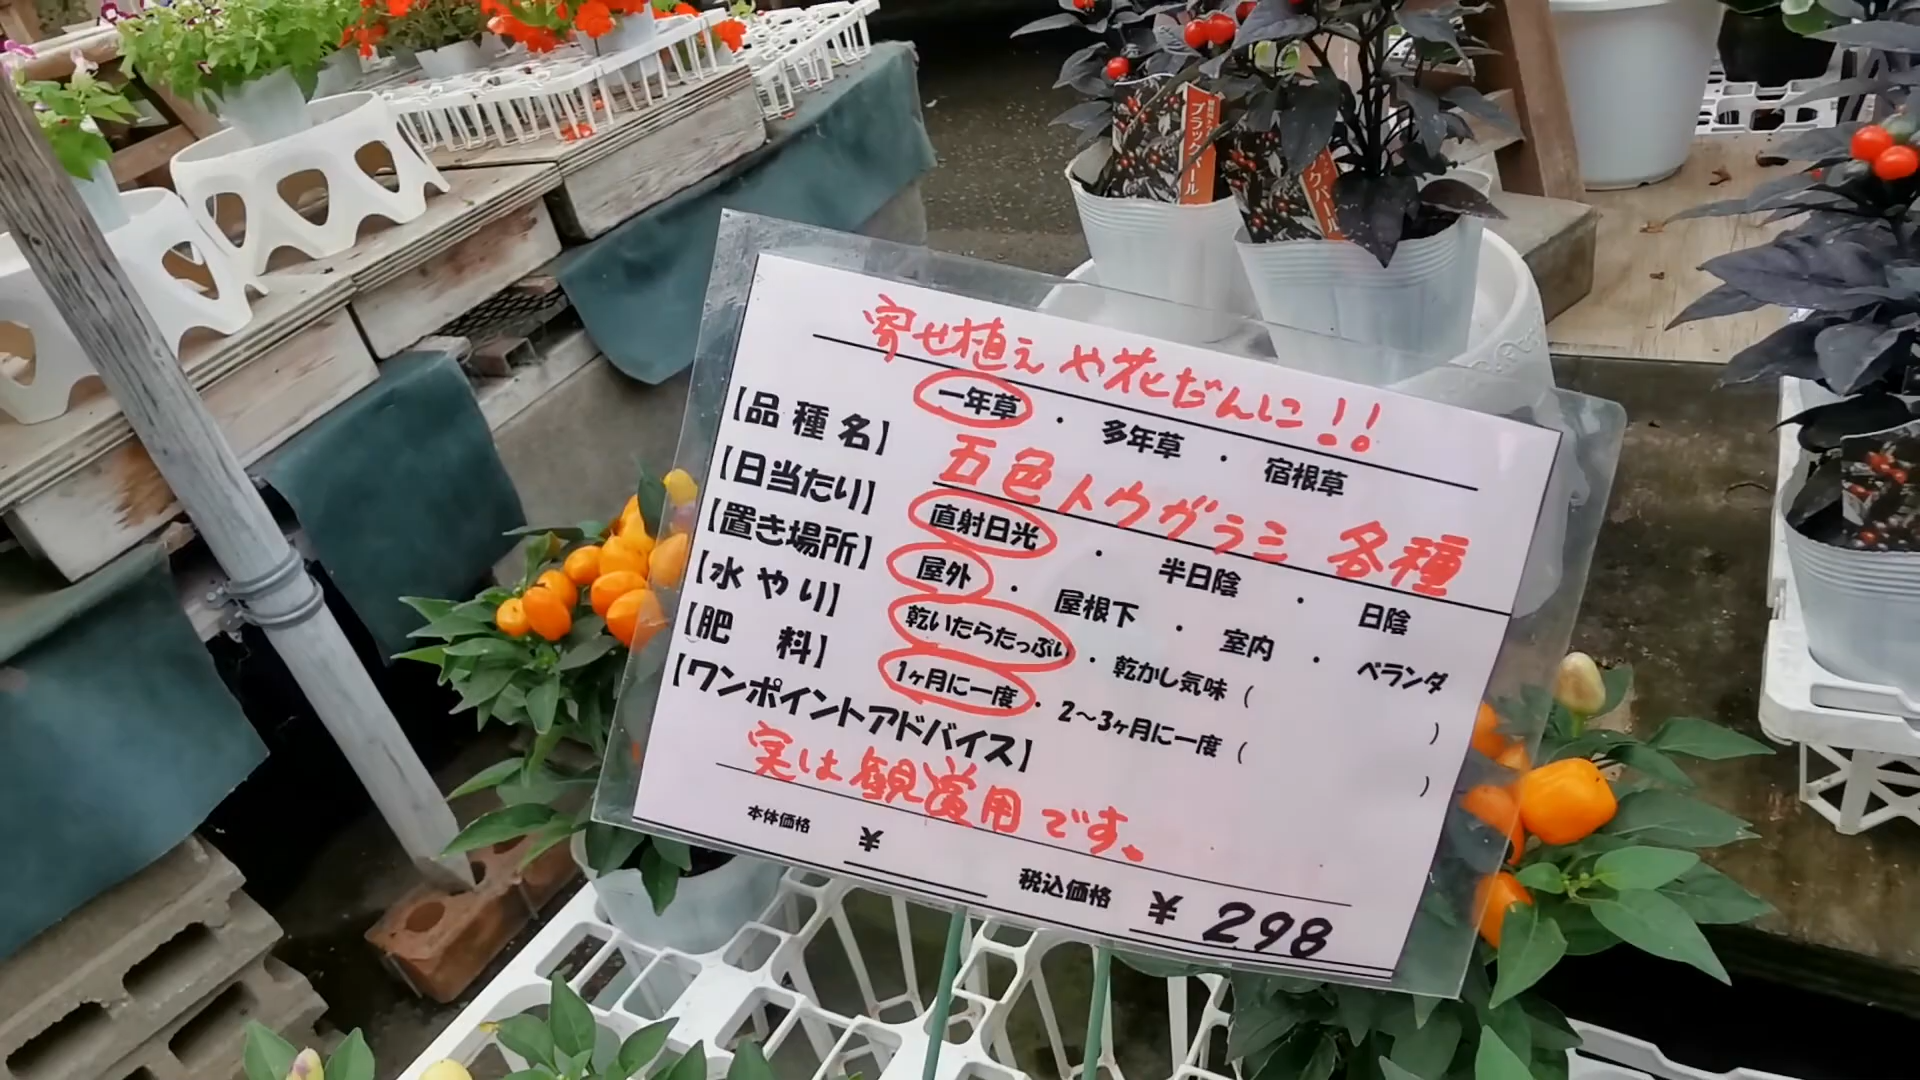 寄せ植えや花だんに!!
一年草 ・ 多年草 ・ 宿根草
【品種名】 五色トウガラシ 各種
【日当たり】 直射日光 ・ 半日陰 ・ 日陰
【置き場所】 屋外 ・ 屋根下 ・ 室内 ・ ベランダ
【水やり】 乾いたらたっぷり ・ 乾かし気味 ( )
【肥 料】 1ヶ月に一度 ・ 2〜3ヶ月に一度 ( )
【ワンポイントアドバイス】
実は観賞用です。
本体価格 ¥
税込価格 ¥ 298
ブラックパール
クパール